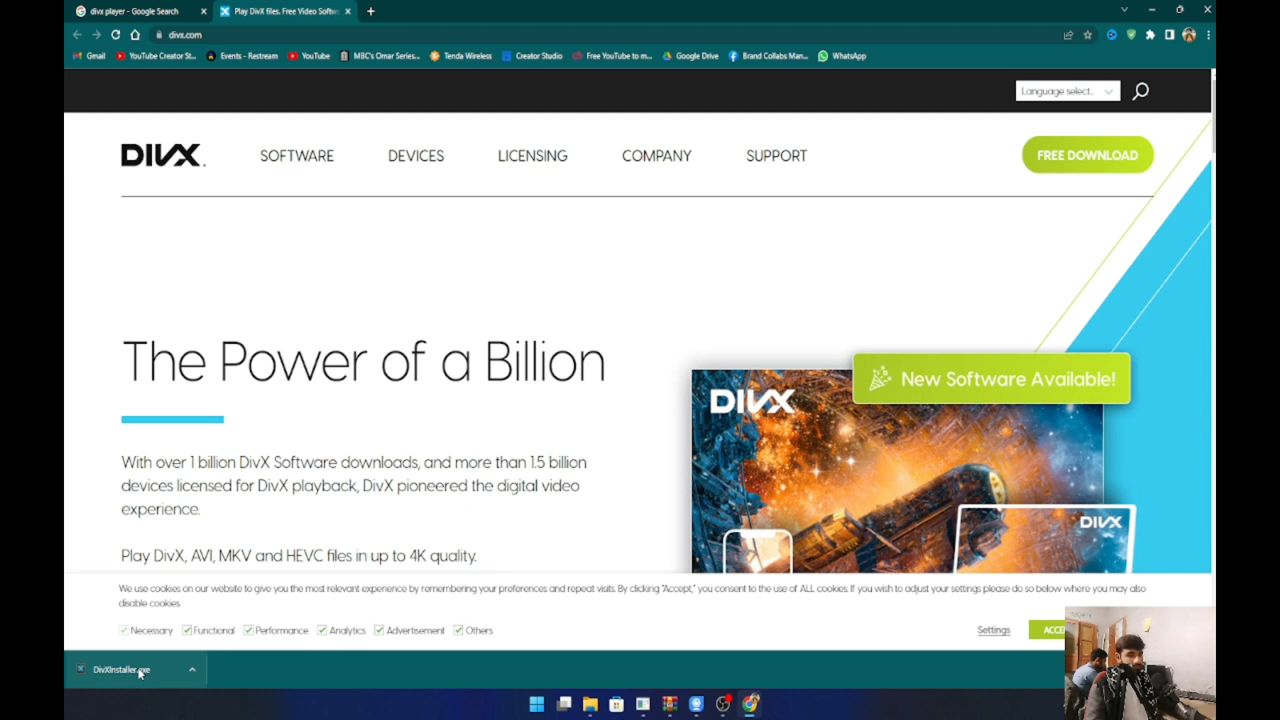 divx player - Google Search
Play DivX files. Free Video Softw
divx.com
Gmail
YouTube Creator St...
Events - Restream
YouTube
MBC's Omar Series...
Tenda Wireless
Creator Studio
Free YouTube to m...
Google Drive
Brand Collabs Man...
WhatsApp
Language select..
DIVX.
SOFTWARE
DEVICES
LICENSING
COMPANY
SUPPORT
FREE DOWNLOAD
The Power of a Billion
New Software Available!
DIVX
With over 1 billion DivX Software downloads, and more than 1.5 billion
devices licensed for DivX playback, DivX pioneered the digital video
experience.
DIVX
Play DivX, AVI, MKV and HEVC files in up to 4K quality.
We use cookies on our website to give you the most relevant experience by remembering your preferences and repeat visits. By clicking "Accept," you consent to the use of ALL cookies. If you wish to adjust your settings please do so below where you may also
disable cookies.
Necessary
Functional
Performance
Analytics
Advertisement
Others
Settings
ACCE
DivXInstaller.exe